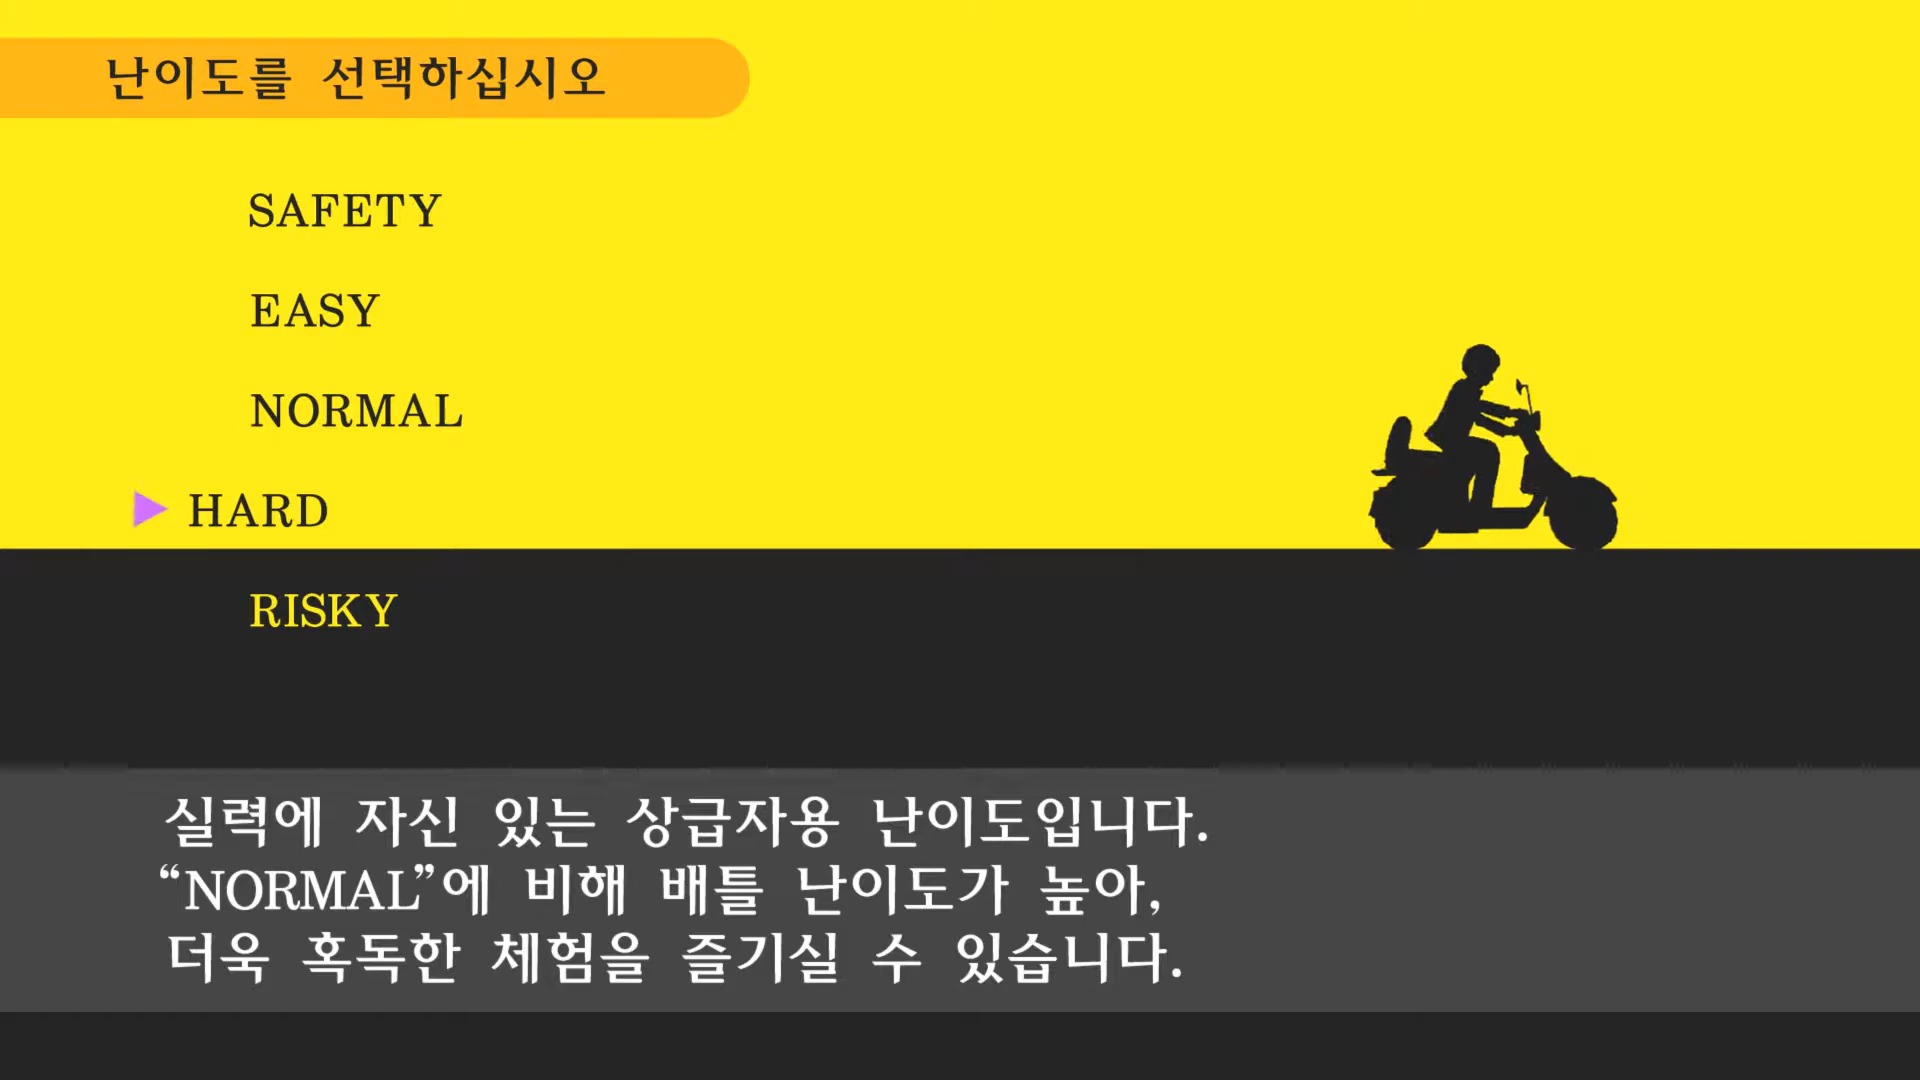 난이도를 선택하십시오
SAFETY
EASY
NORMAL
HARD
RISKY
실력에 자신 있는 상급자용 난이도입니다.
“NORMAL”에 비해 배틀 난이도가 높아,
더욱 혹독한 체험을 즐기실 수 있습니다.